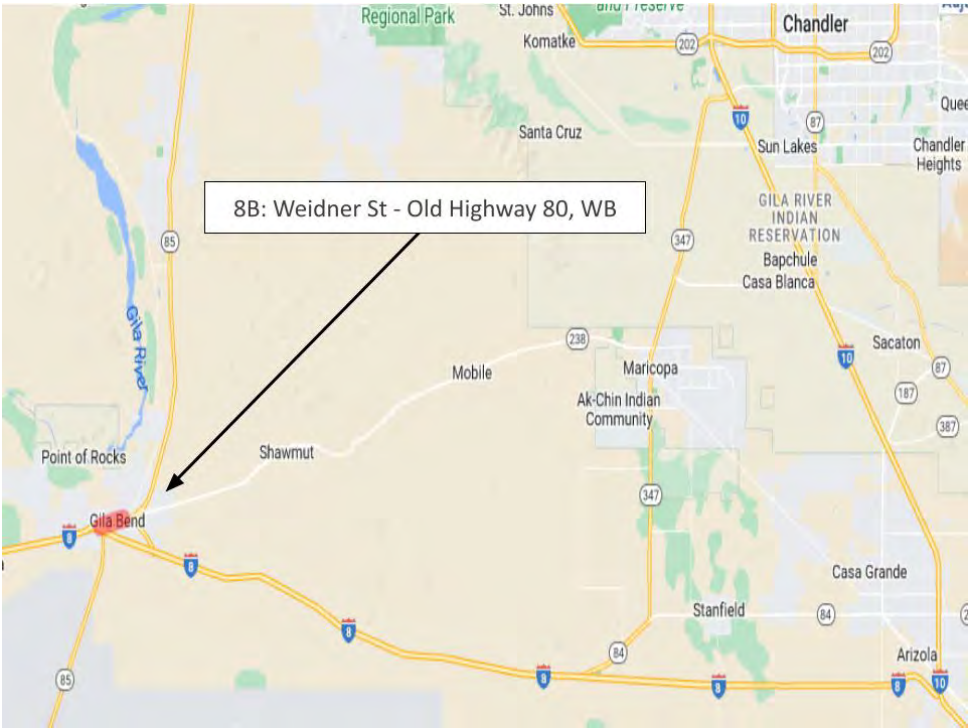 Regional Park
St. Johns
and Preserve
Chandler
Komatke
202
202
10
87
Santa Cruz
Sun Lakes
Chandler
Heights
8B: Weidner St - Old Highway 80, WB
GILA RIVER
INDIAN
RESERVATION
85
347
Bapchule
Casa Blanca
Gila River
238
Sacaton
10
87
Mobile
Maricopa
187
Ak-Chin Indian
Community
387
Shawmut
Point of Rocks
347
Gila Bend
8
8
Casa Grande
Stanfield
84
8
84
Arizola
85
8
8
8
10